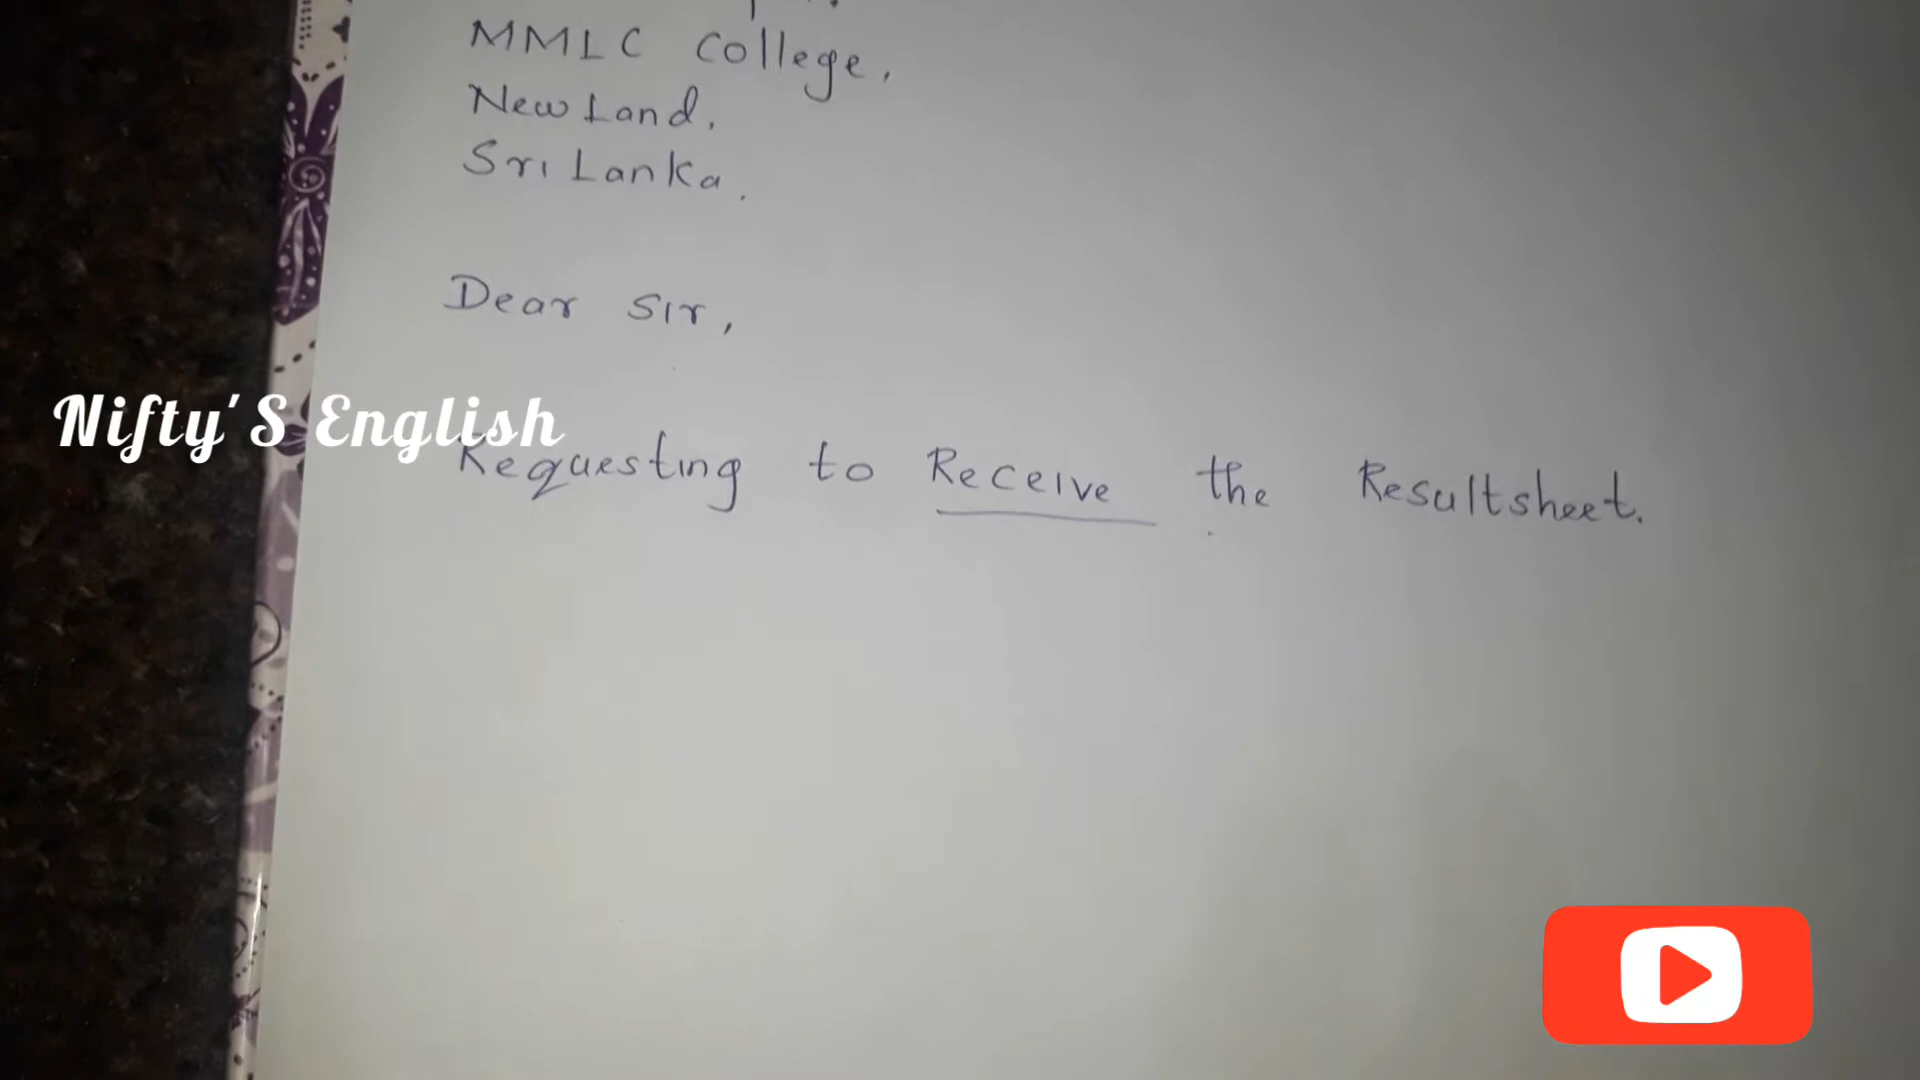 MMLC College,
New Land,
Sri Lanka.
Dear Sir,
Nifty'S English
Requesting to Receive the Resultsheet.